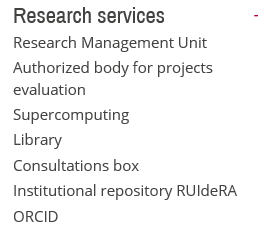 Research services -
Research Management Unit
Authorized body for projects
evaluation
Supercomputing
Library
Consultations box
Institutional repository RUIdeRA
ORCID